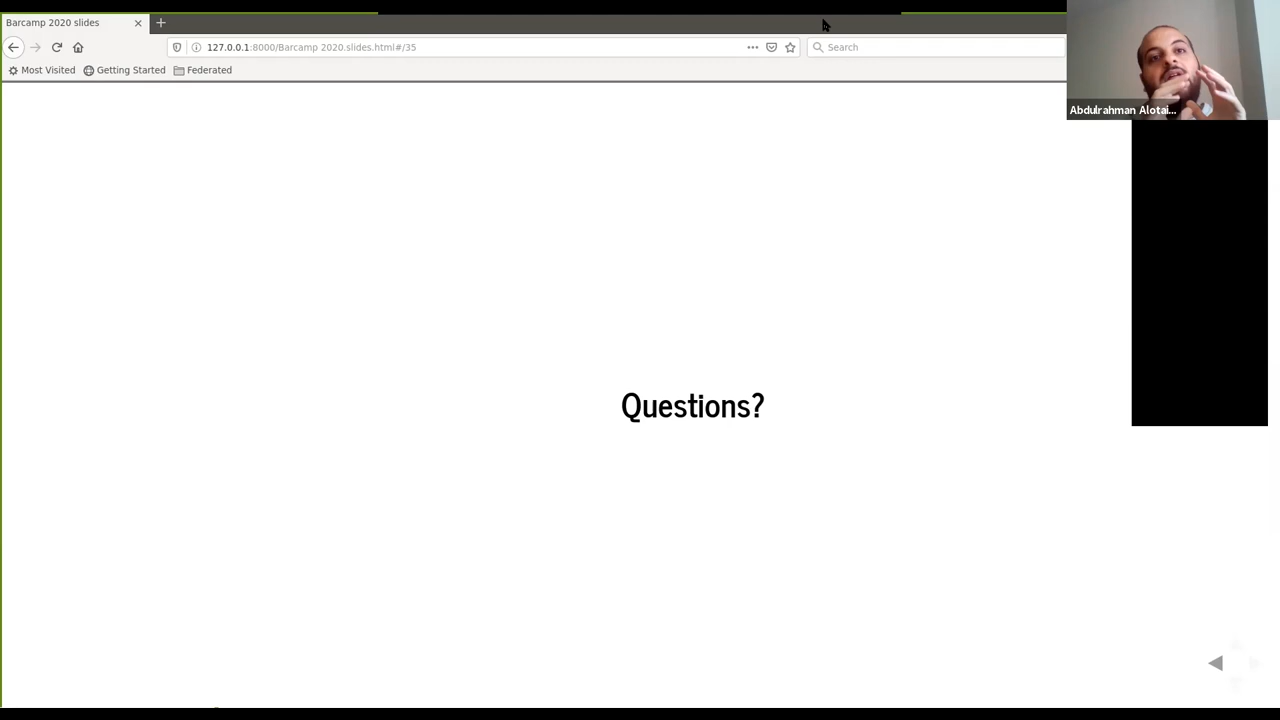 Barcamp 2020 slides
127.0.0.1:8000/Barcamp 2020.slides.html#/35
Search
Most Visited
Getting Started
Federated
Abdulrahman Alotai...
Questions?